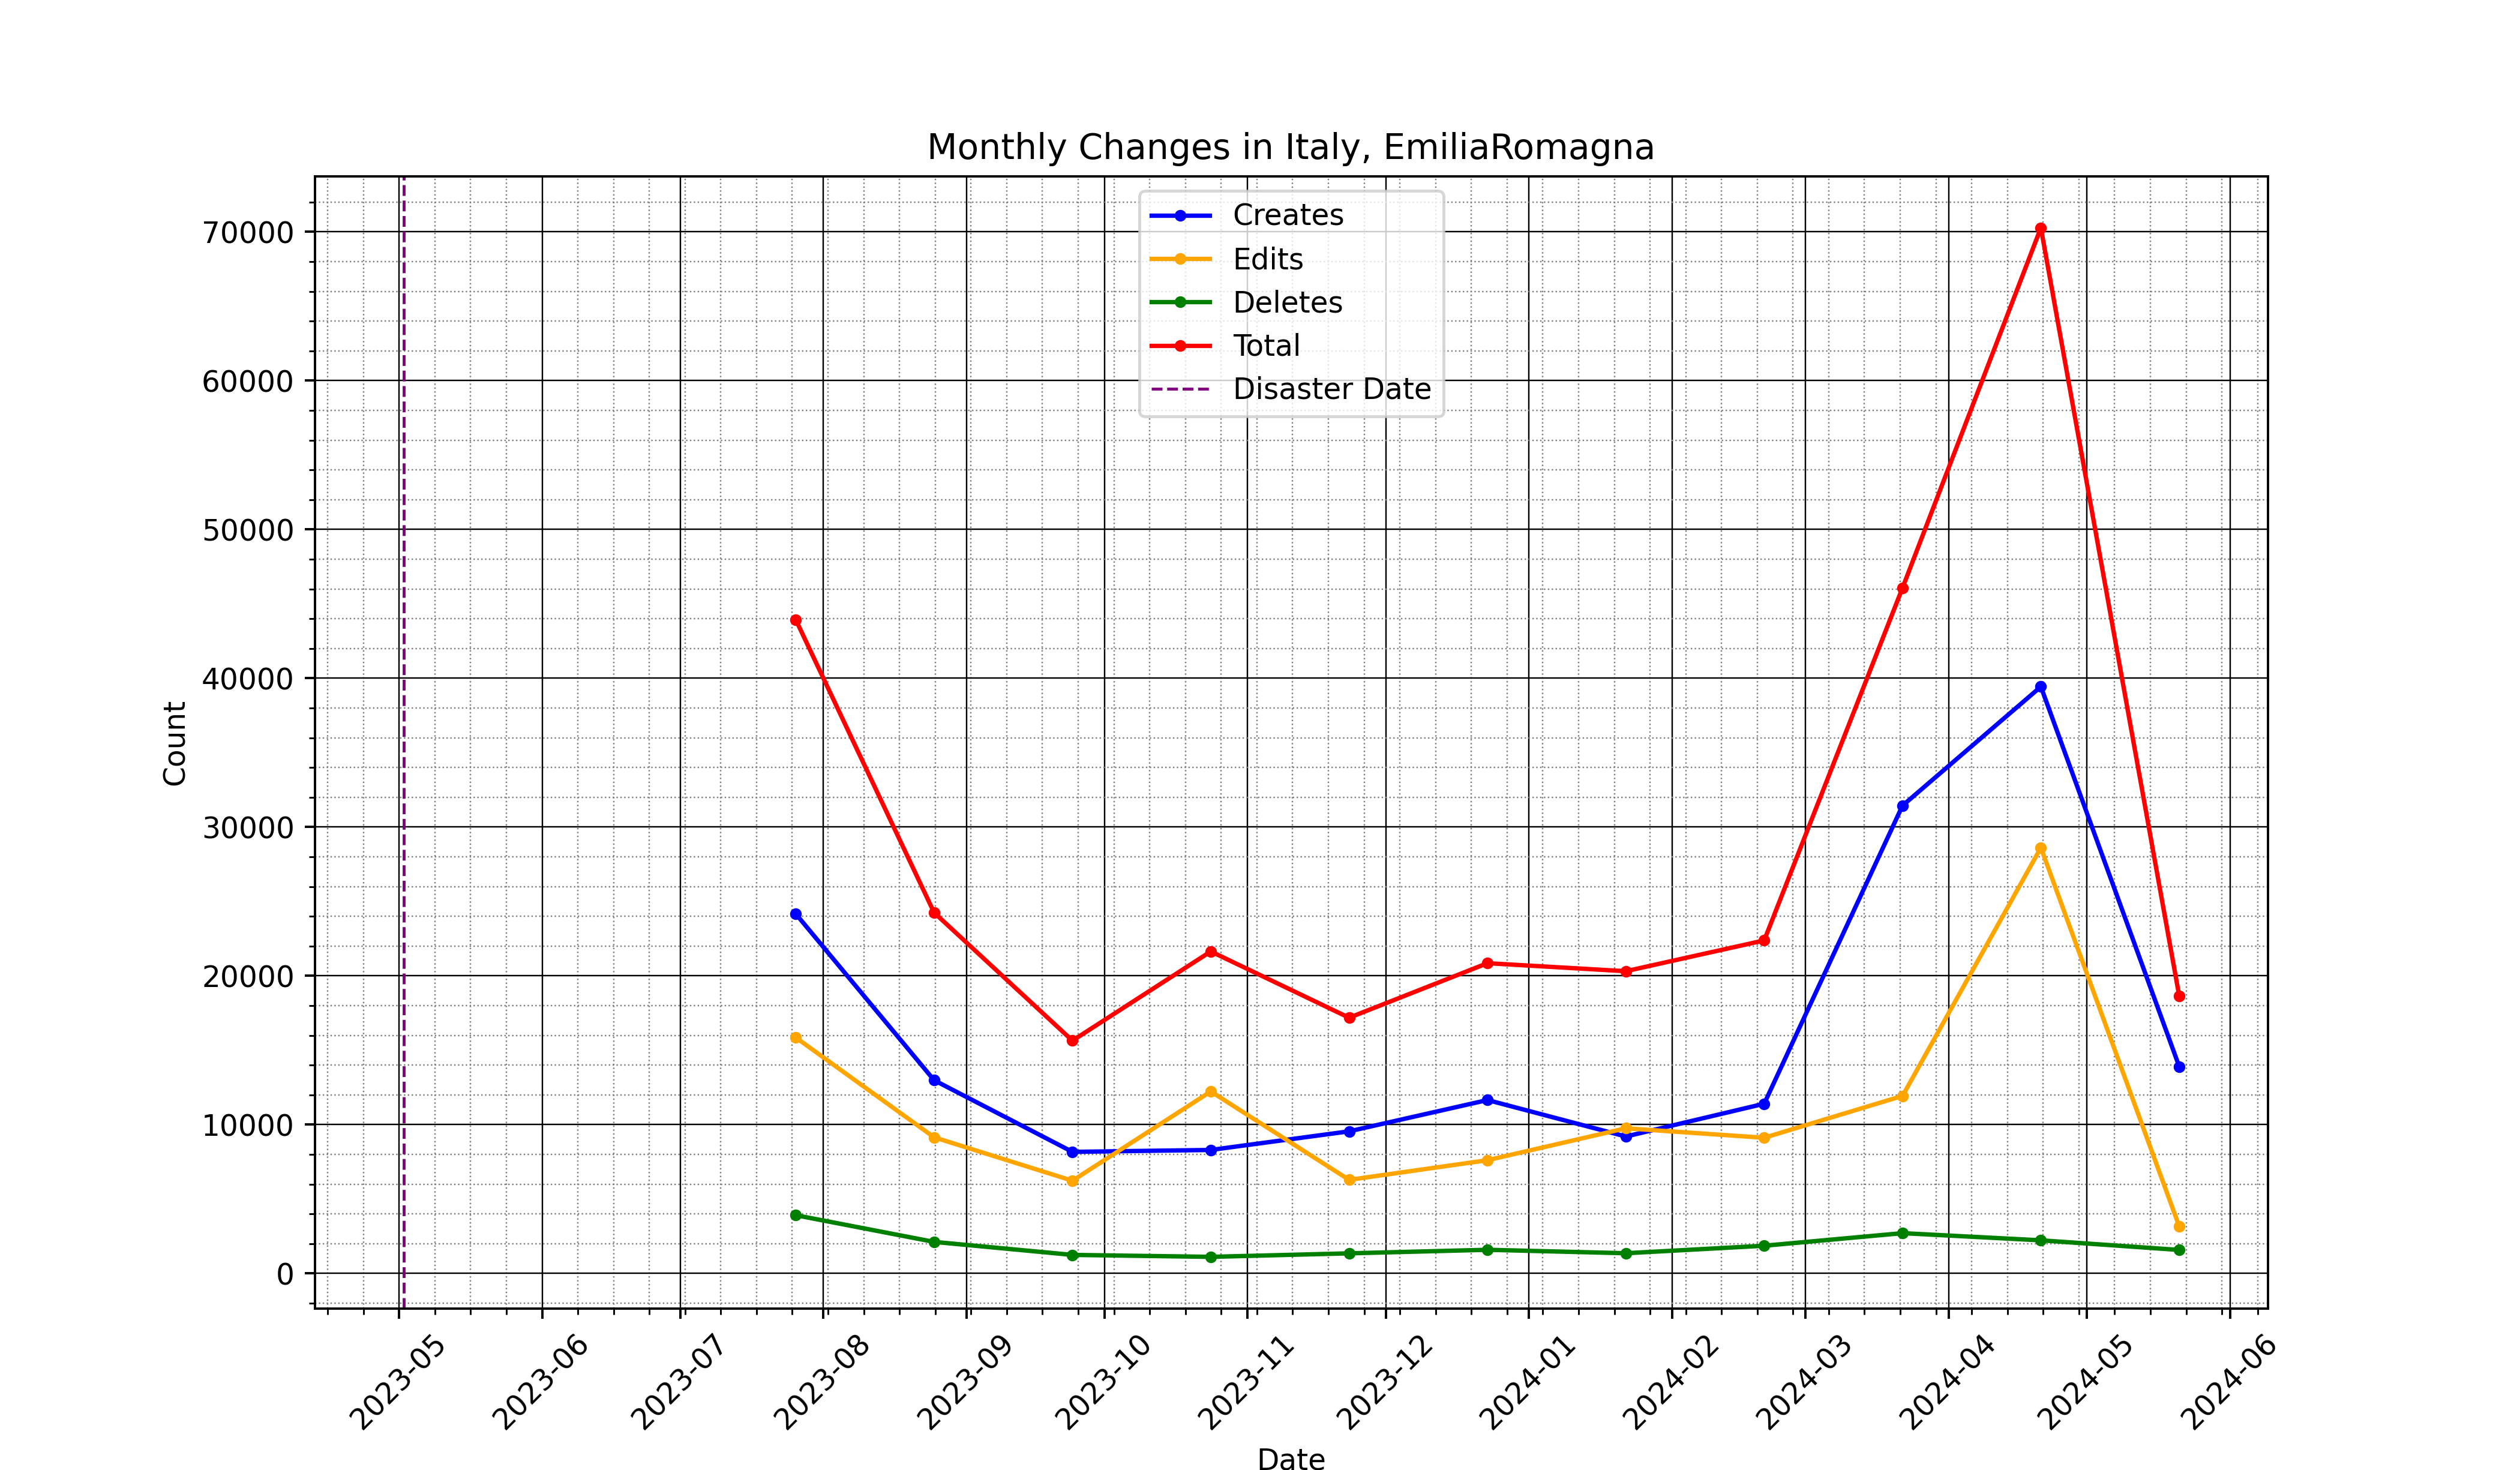 Monthly Changes in Italy, EmiliaRomagna
Creates
Edits
Deletes
Total
Disaster Date
70000
60000
50000
40000
30000
20000
10000
0
Count
2023-05
2023-06
2023-07
2023-08
2023-09
2023-10
2023-11
2023-12
2024-01
2024-02
2024-03
2024-04
2024-05
2024-06
Date